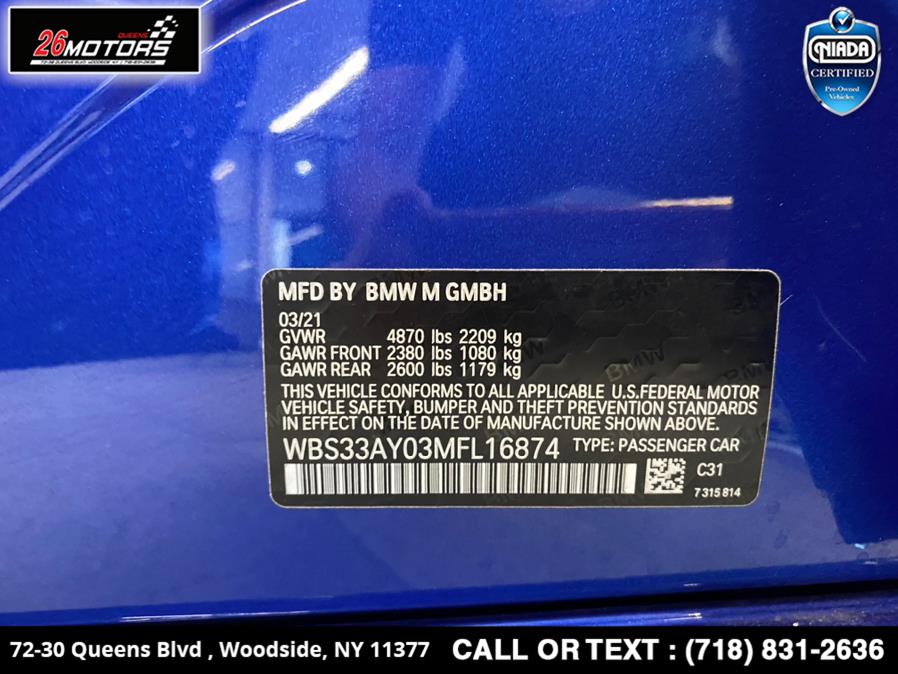 QUEENS
26MOTORS
NIADA
CERTIFIED
Pre-Owned
Vehicles
MFD BY BMW M GMBH
03/21
GVWR 4870 lbs 2209 kg
GAWR FRONT 2380 lbs 1080 kg
GAWR REAR 2600 lbs 1179 kg
THIS VEHICLE CONFORMS TO ALL APPLICABLE U.S.FEDERAL MOTOR
VEHICLE SAFETY, BUMPER AND THEFT PREVENTION STANDARDS
IN EFFECT ON THE DATE OF MANUFACTURE SHOWN ABOVE.
WBS33AY03MFL16874 TYPE: PASSENGER CAR
C31
7315814
72-30 Queens Blvd , Woodside, NY 11377 CALL OR TEXT : (718) 831-2636